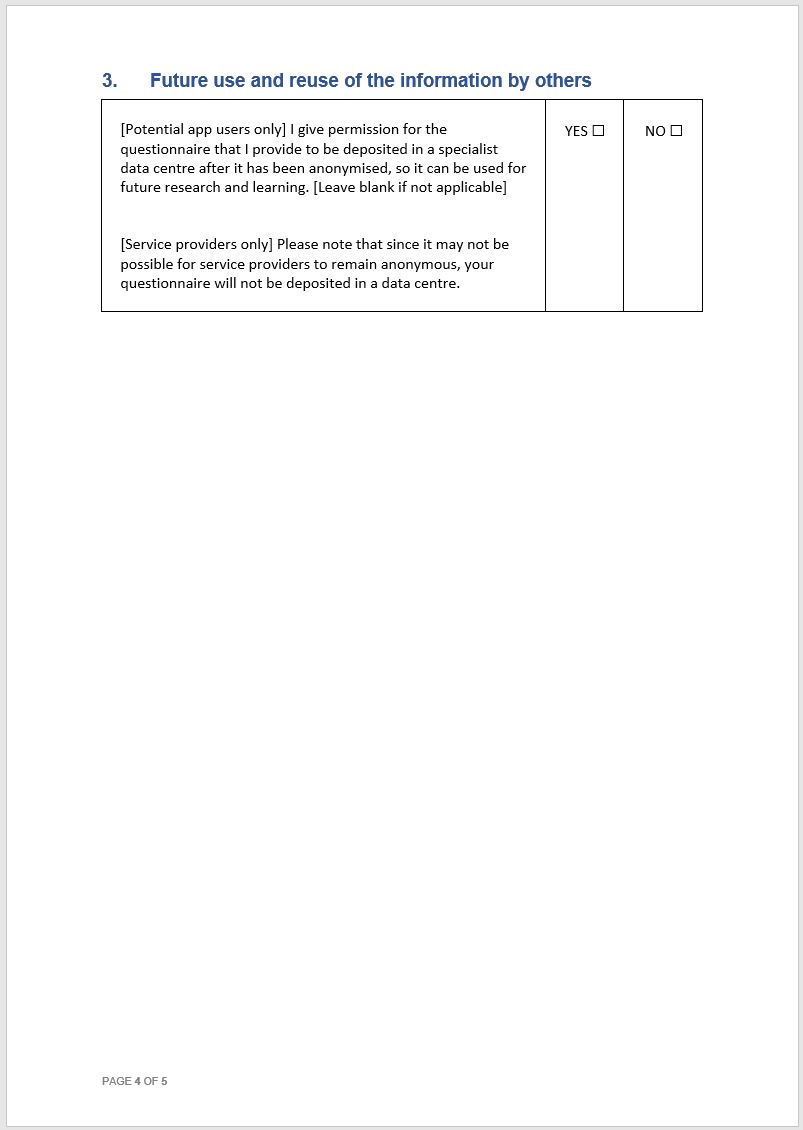 3. Future use and reuse of the information by others
[Potential app users only] I give permission for the
questionnaire that I provide to be deposited in a specialist
data centre after it has been anonymised, so it can be used for
future research and learning. [Leave blank if not applicable]
YES ☐
NO ☐
[Service providers only] Please note that since it may not be
possible for service providers to remain anonymous, your
questionnaire will not be deposited in a data centre.
PAGE 4 OF 5